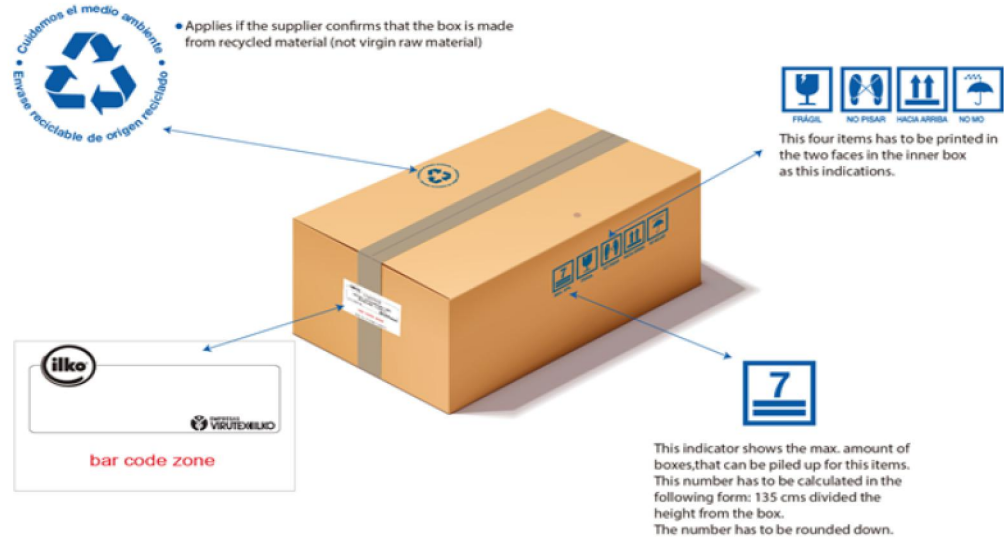 Cuidemos el medio ambiente
Envase reciclable de origen reciclado
• Applies if the supplier confirms that the box is made
from recycled material (not virgin raw material)
FRÁGIL
NO PISAR
HACIA ARRIBA
NO MO
This four items has to be printed in
the two faces in the inner box
as this indications.
7
bar code zone
ilko
EMPRESAS
VIRUTEXILKO
bar code zone
7
This indicator shows the max. amount of
boxes,that can be piled up for this items.
This number has to be calculated in the
following form: 135 cms divided the
height from the box.
The number has to be rounded down.